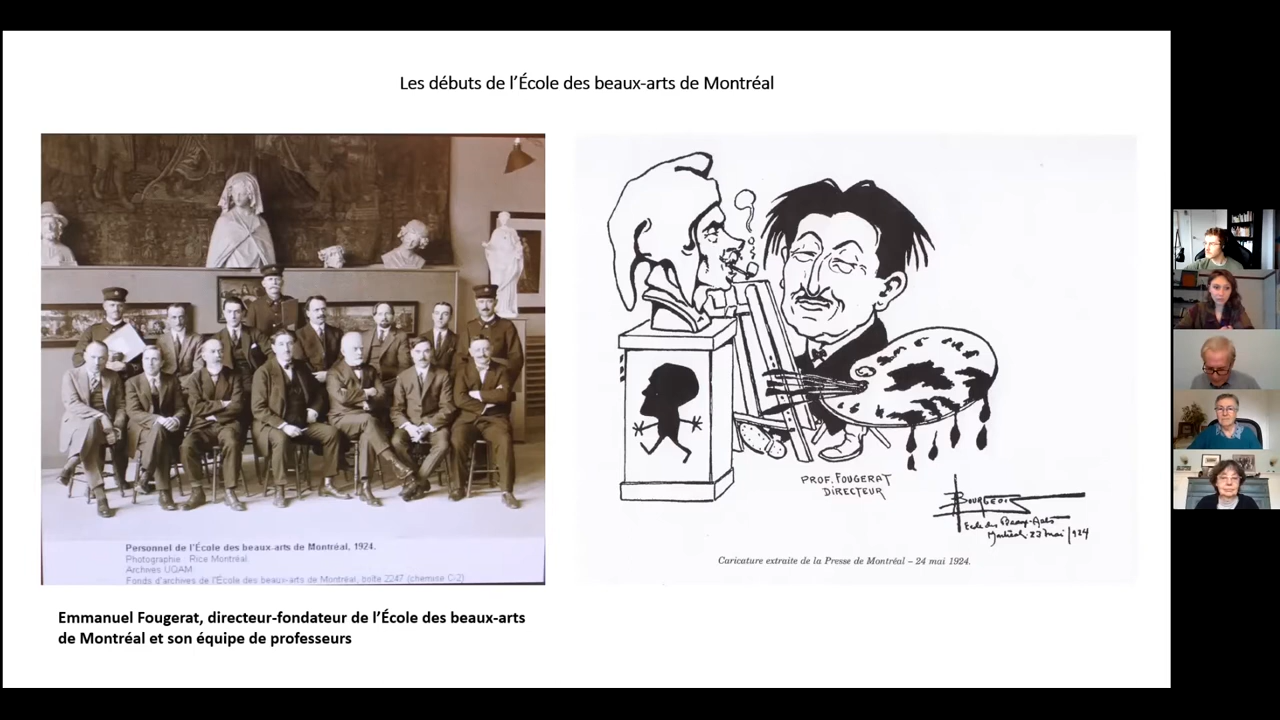 Les débuts de l’École des beaux-arts de Montréal
Personnel de l'École des beaux-arts de Montréal, 1924.
Photographie : Rice Montréal.
Archives UQAM
Fonds d'archives de l'École des beaux-arts de Montréal, boîte 2247 (chemise C-2)
Emmanuel Fougerat, directeur-fondateur de l’École des beaux-arts
de Montréal et son équipe de professeurs
PROF. FOUGERAT
DIRECTEUR
BOURGEOIS
Ecole des Beaux-Arts
Montréal. 23 mai/1924
Caricature extraite de la Presse de Montréal – 24 mai 1924.